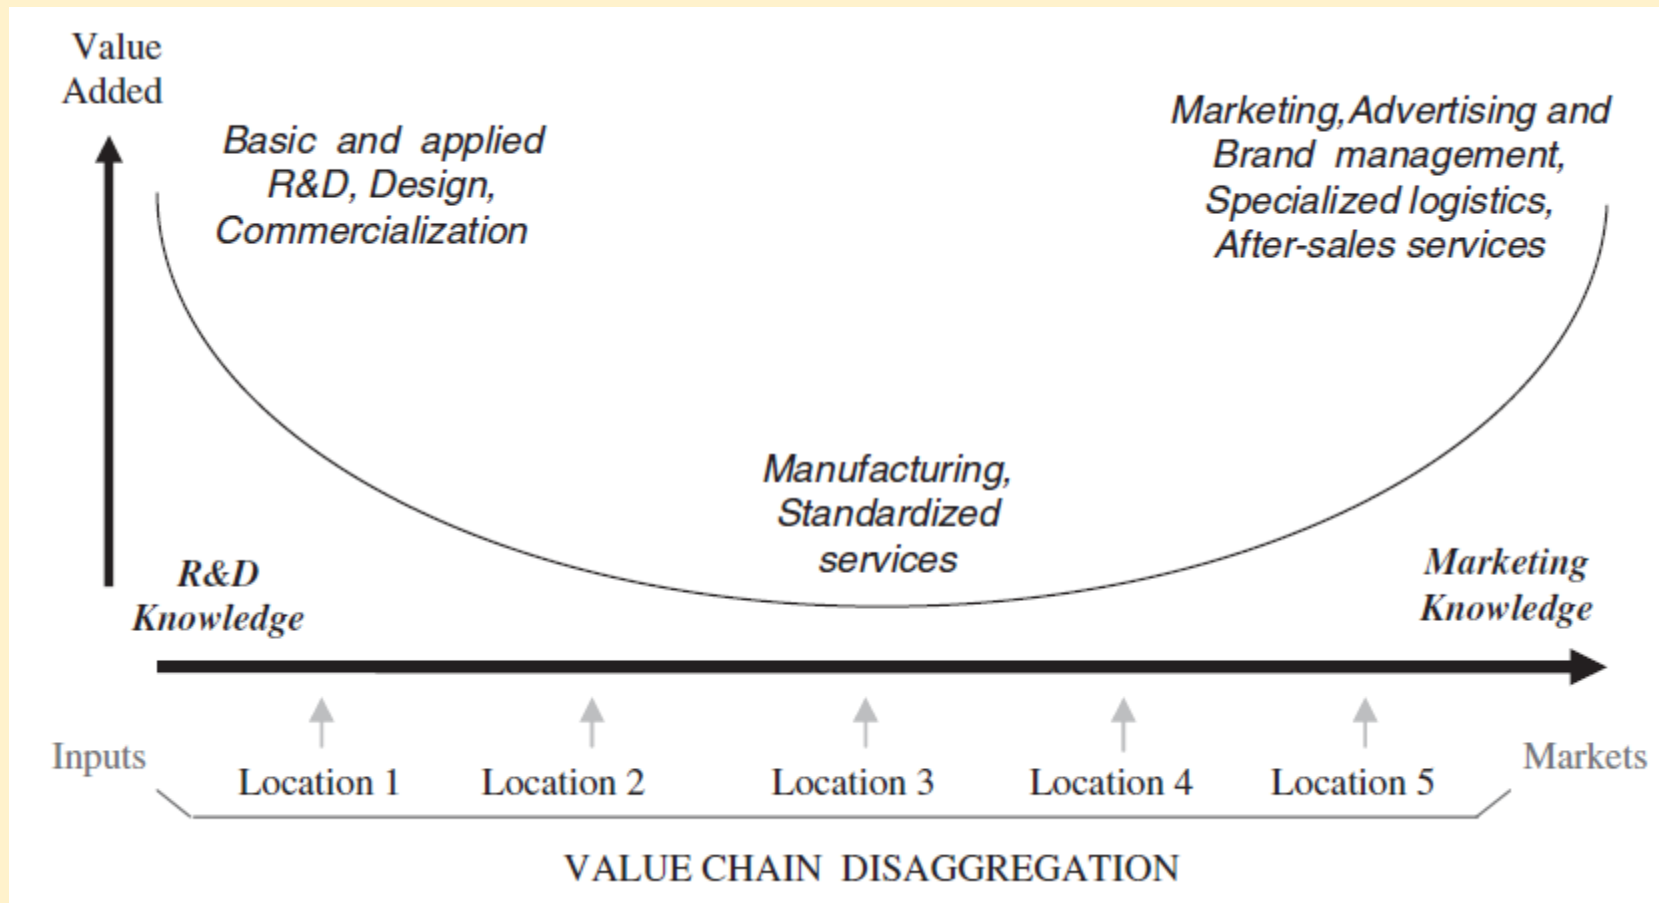 Value
Added
Basic and applied
R&D, Design,
Commercialization
Marketing, Advertising and
Brand management,
Specialized logistics,
After-sales services
Manufacturing,
Standardized
services
R&D
Knowledge
Marketing
Knowledge
Inputs
Location 1
Location 2
Location 3
Location 4
Location 5
Markets
VALUE CHAIN DISAGGREGATION